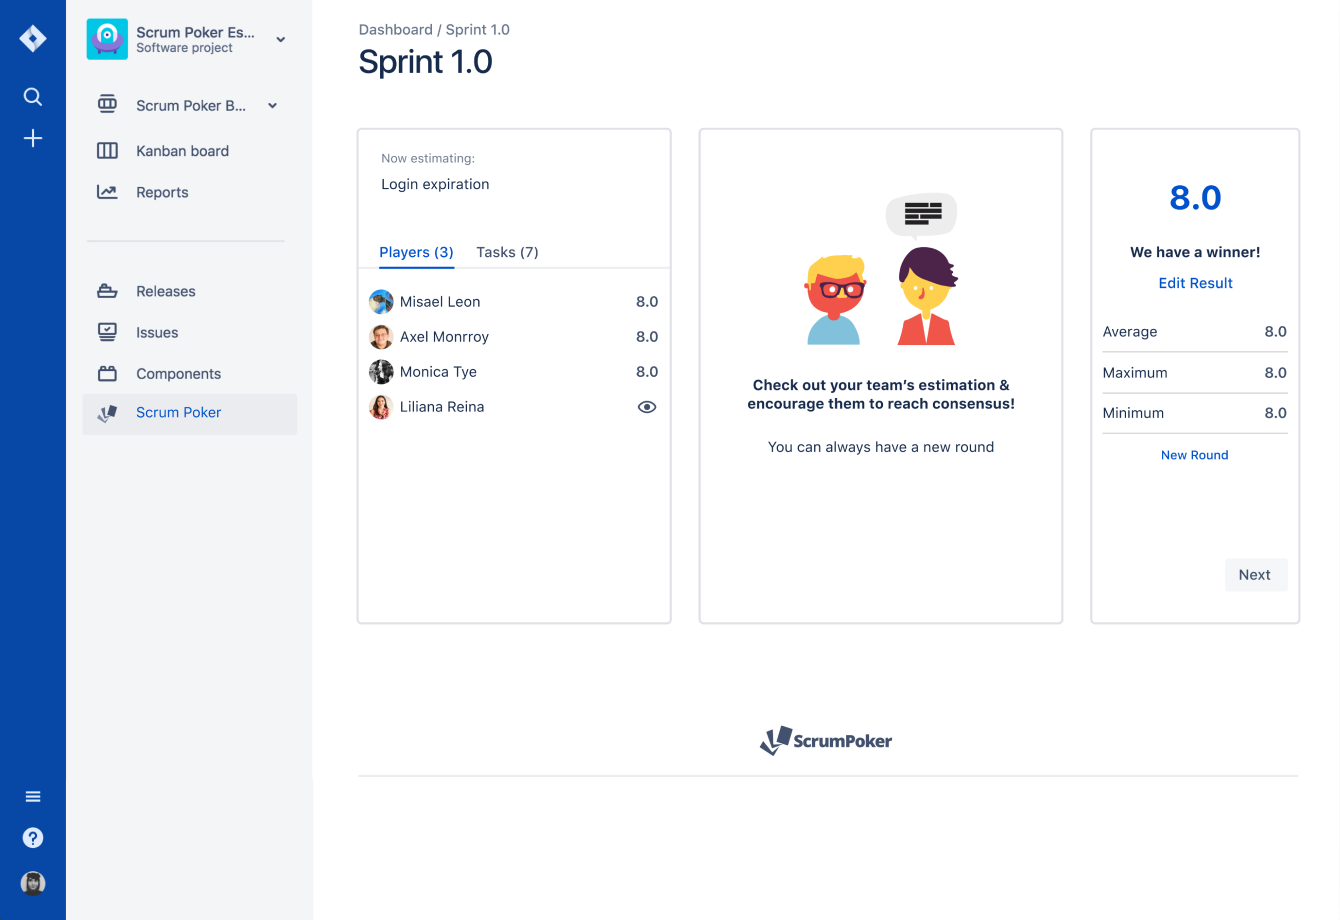 Scrum Poker Es...
Software project
Scrum Poker B...
Kanban board
Reports
Releases
Issues
Components
Scrum Poker
?
Dashboard / Sprint 1.0
Sprint 1.0
Now estimating:
Login expiration
Players (3) Tasks (7)
Misael Leon 8.0
Axel Monrroy 8.0
Monica Tye 8.0
Liliana Reina
Check out your team’s estimation &
encourage them to reach consensus!
You can always have a new round
8.0
We have a winner!
Edit Result
Average 8.0
Maximum 8.0
Minimum 8.0
New Round
Next
ScrumPoker